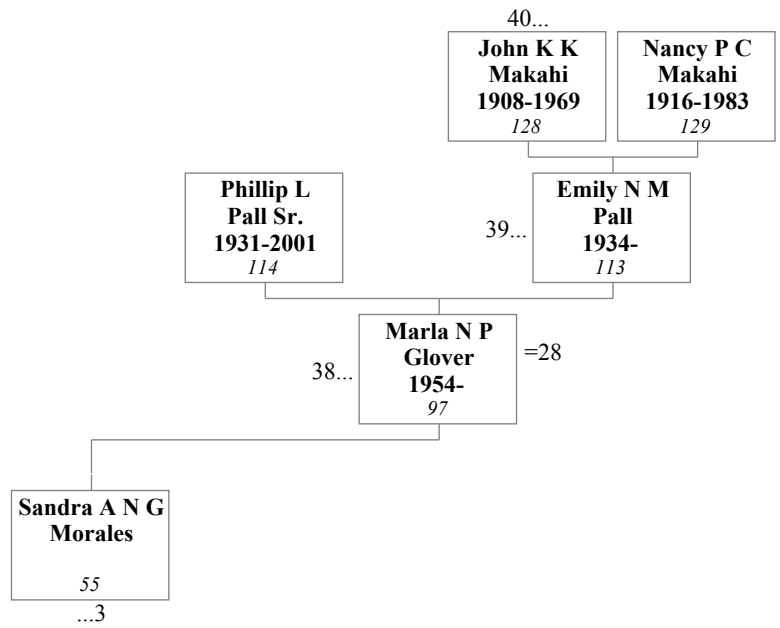 40...
John K K
Makahi
1908-1969
128
Nancy P C
Makahi
1916-1983
129
Phillip L
Pall Sr.
1931-2001
114
39...
Emily N M
Pall
1934-
113
38...
Marla N P
Glover
1954-
97
=28
Sandra A N G
Morales
55
...3